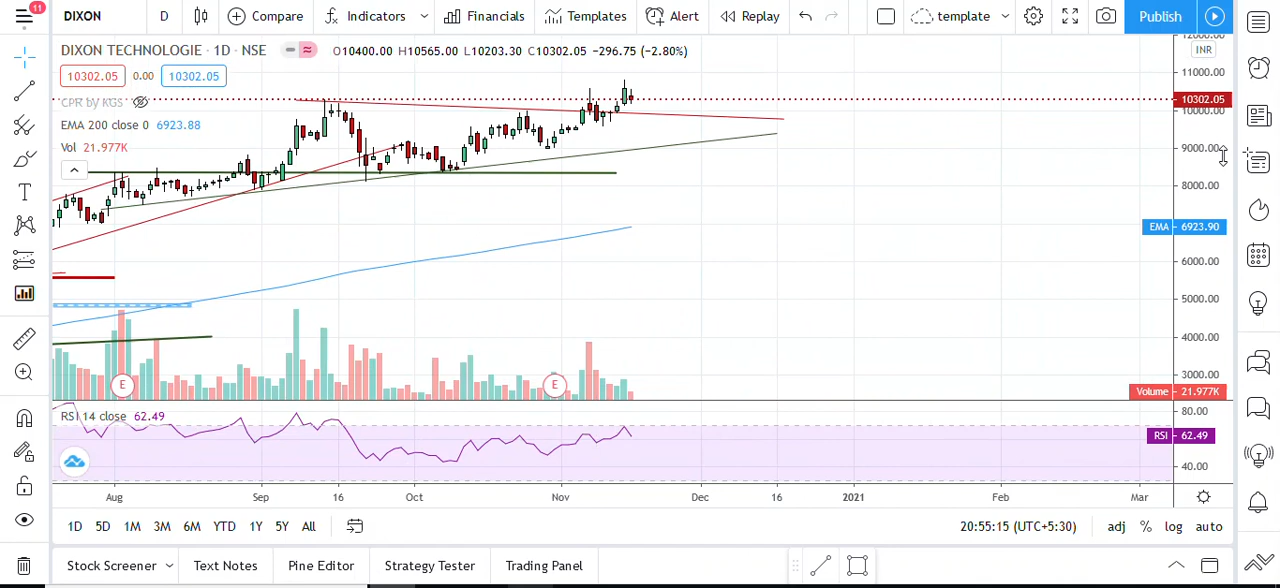 11
DIXON D Compare Indicators Financials Templates Alert Replay template Publish
DIXON TECHNOLOGIE · 1D · NSE O10400.00 H10565.00 L10203.30 C10302.05 −296.75 (−2.80%)
10302.05 0.00 10302.05
CPR by KGS
EMA 200 close 0 6923.88
Vol 21.977K
12000.00
INR
11000.00
10302.05
10000.00
9000.00
8000.00
EMA 6923.90
6000.00
5000.00
4000.00
3000.00
E E
Volume 21.977K
RSI 14 close 62.49
80.00
RSI 62.49
40.00
Aug Sep 16 Oct Nov Dec 16 2021 Feb Mar
1D 5D 1M 3M 6M YTD 1Y 5Y All 20:55:15 (UTC+5:30) adj % log auto
Stock Screener Text Notes Pine Editor Strategy Tester Trading Panel